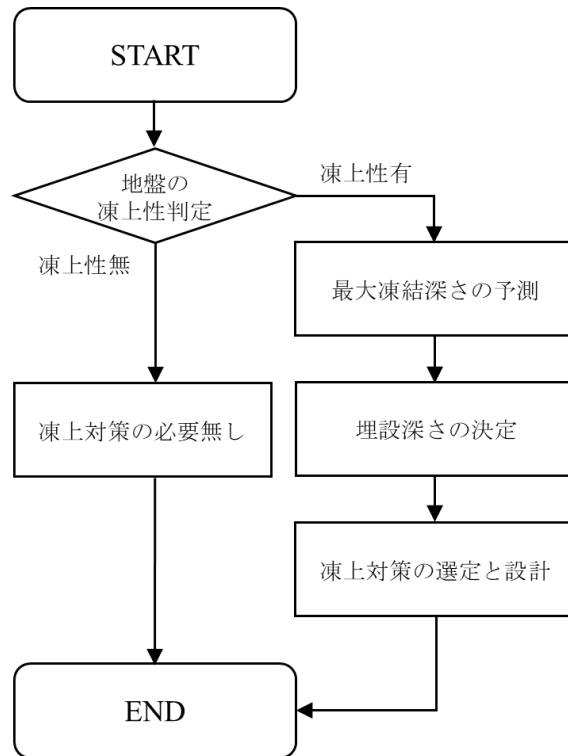 START
地盤の
凍上性判定
凍上性有
凍上性無
最大凍結深さの予測
凍上対策の必要無し
埋設深さの決定
凍上対策の選定と設計
END